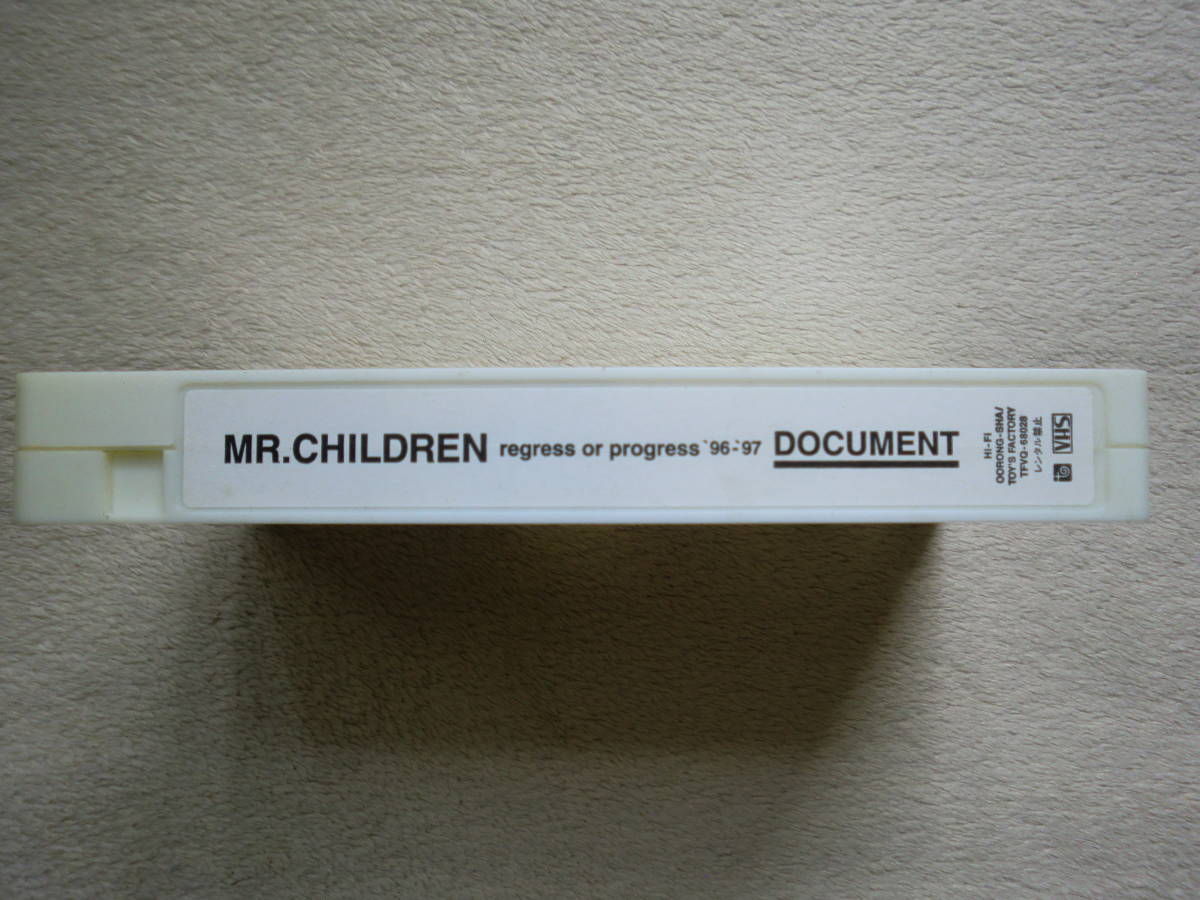 MR.CHILDREN regress or progress '96-'97 DOCUMENT
HI-FI
OORONG-SHA/
TOY'S FACTORY
TFVQ-68028
レンタル禁止
VHS